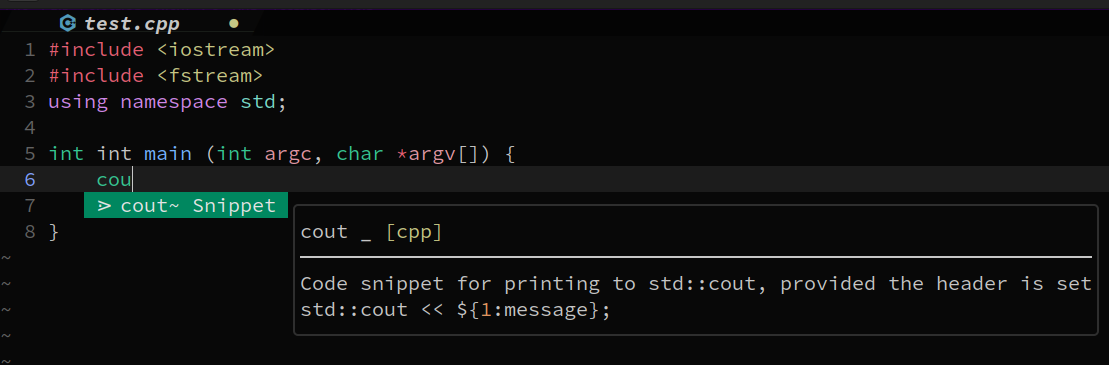 test.cpp
1 #include <iostream>
2 #include <fstream>
3 using namespace std;
4
5 int int main (int argc, char *argv[]) {
6     cou
7    ⋗ cout~ Snippet
cout _ [cpp]
8 }
Code snippet for printing to std::cout, provided the header is set
std::cout << ${1:message};
~
~
~
~
~